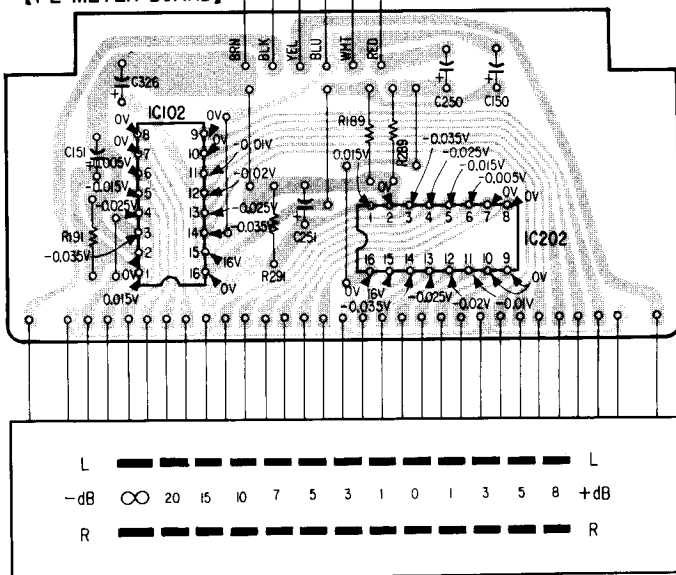 BRN BLK YEL BLU WHT RED
C326
C250 C150
IC102
R189
R289
C151
0V 8 9 0V
0V 7 10 0V
-0.005V 6 11 -0.01V
-0.015V 5 12 -0.02V
-0.025V 4 13 -0.025V
R191
-0.035V 3 14 -0.035V
0V 2 15 16V
0.015V 1 16 0V
R291
C251
0.015V 0V -0.035V -0.025V -0.015V -0.005V 0V 0V
1 2 3 4 5 6 7 8
IC202
16 15 14 13 12 11 10 9
0V -0.035V 16V -0.025V -0.02V -0.01V 0V
L L
-dB ∞ 20 15 10 7 5 3 1 0 1 3 5 8 +dB
R R